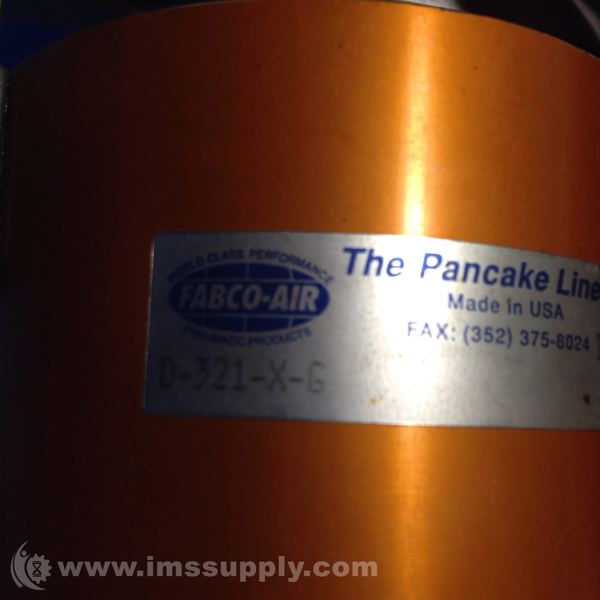 WORLD CLASS PERFORMANCE
FABCO-AIR
PNEUMATIC PRODUCTS
The Pancake Line
Made in USA
FAX: (352) 375-8024
D-321-X-G
www.imssupply.com